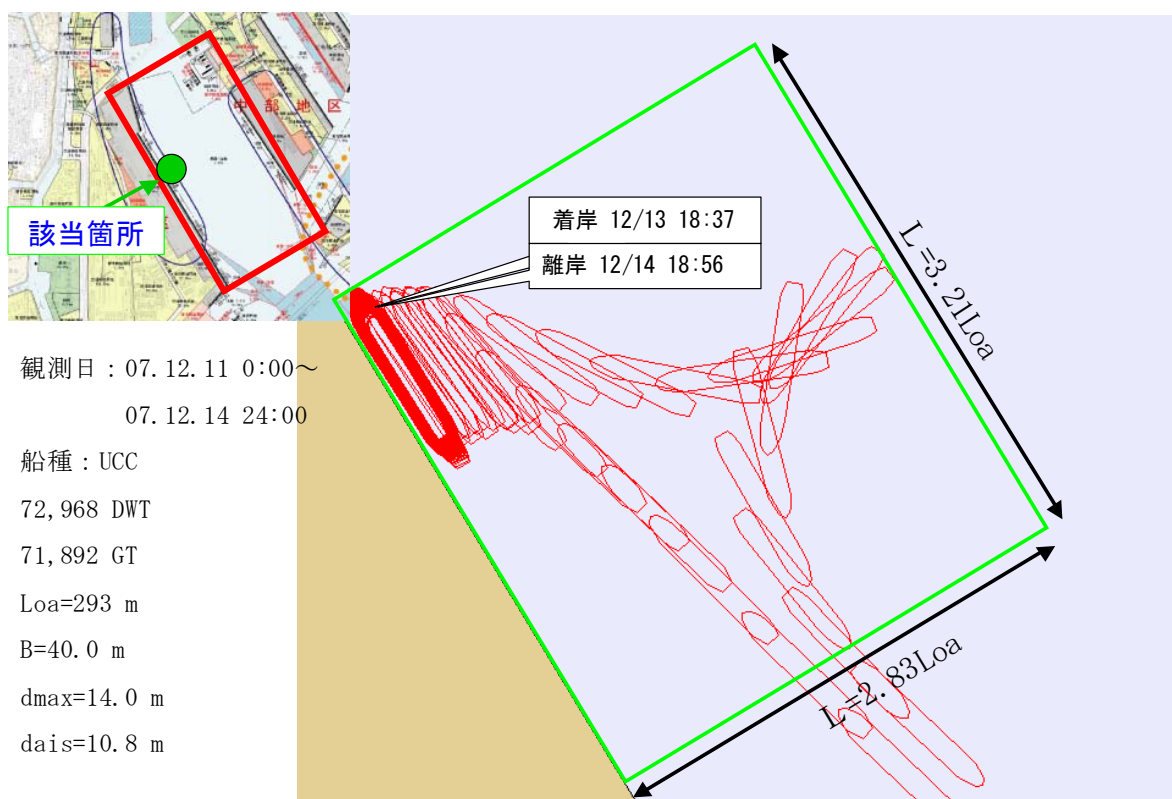 中部地区
該当箇所
着岸 12/13 18:37
離岸 12/14 18:56
L=3.21Loa
L=2.83Loa
観測日：07.12.11 0:00～
07.12.14 24:00
船種：UCC
72,968 DWT
71,892 GT
Loa=293 m
B=40.0 m
dmax=14.0 m
dais=10.8 m